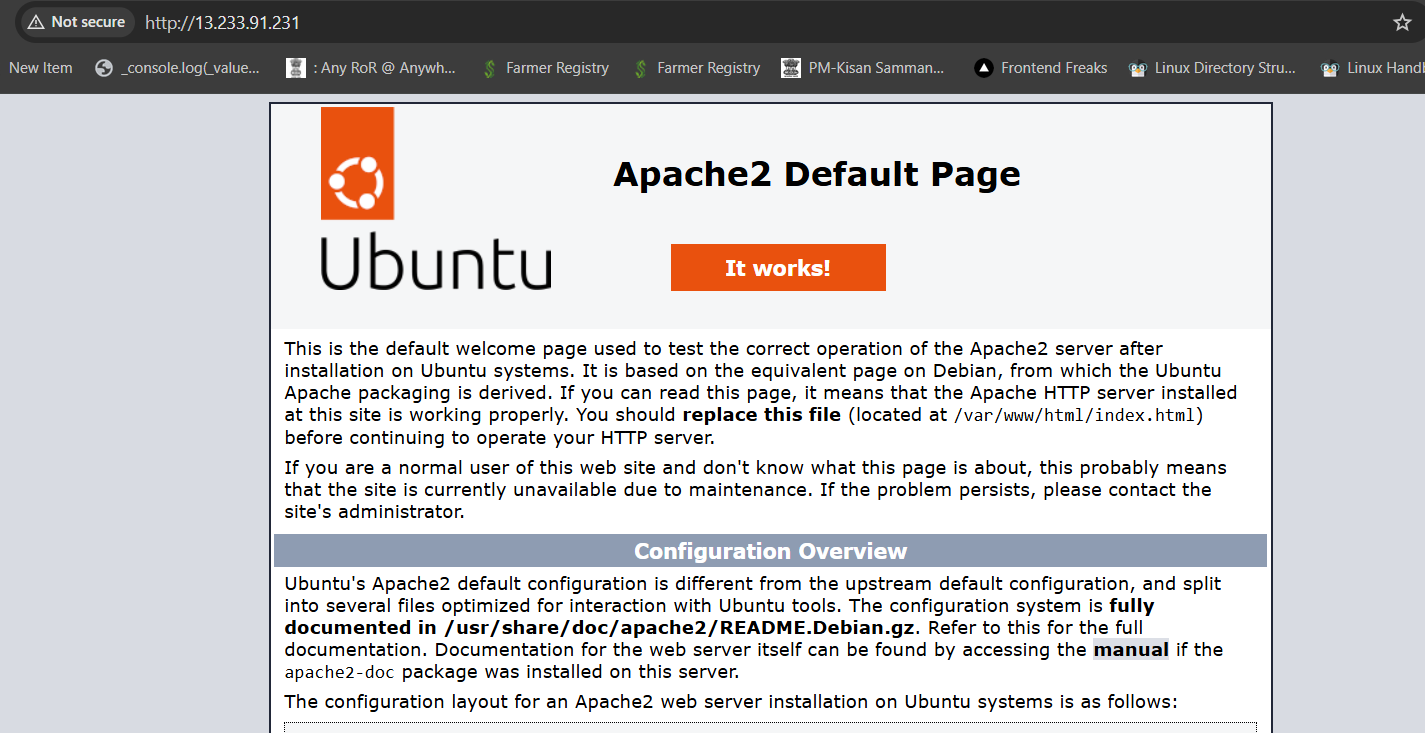 Not secure http://13.233.91.231
New Item _console.log(_value... : Any RoR @ Anywh... Farmer Registry Farmer Registry PM-Kisan Samman... Frontend Freaks Linux Directory Stru... Linux Hand
Ubuntu
Apache2 Default Page
It works!
This is the default welcome page used to test the correct operation of the Apache2 server after
installation on Ubuntu systems. It is based on the equivalent page on Debian, from which the Ubuntu
Apache packaging is derived. If you can read this page, it means that the Apache HTTP server installed
at this site is working properly. You should replace this file (located at /var/www/html/index.html)
before continuing to operate your HTTP server.
If you are a normal user of this web site and don't know what this page is about, this probably means
that the site is currently unavailable due to maintenance. If the problem persists, please contact the
site's administrator.
Configuration Overview
Ubuntu's Apache2 default configuration is different from the upstream default configuration, and split
into several files optimized for interaction with Ubuntu tools. The configuration system is fully
documented in /usr/share/doc/apache2/README.Debian.gz. Refer to this for the full
documentation. Documentation for the web server itself can be found by accessing the manual if the
apache2-doc package was installed on this server.
The configuration layout for an Apache2 web server installation on Ubuntu systems is as follows: